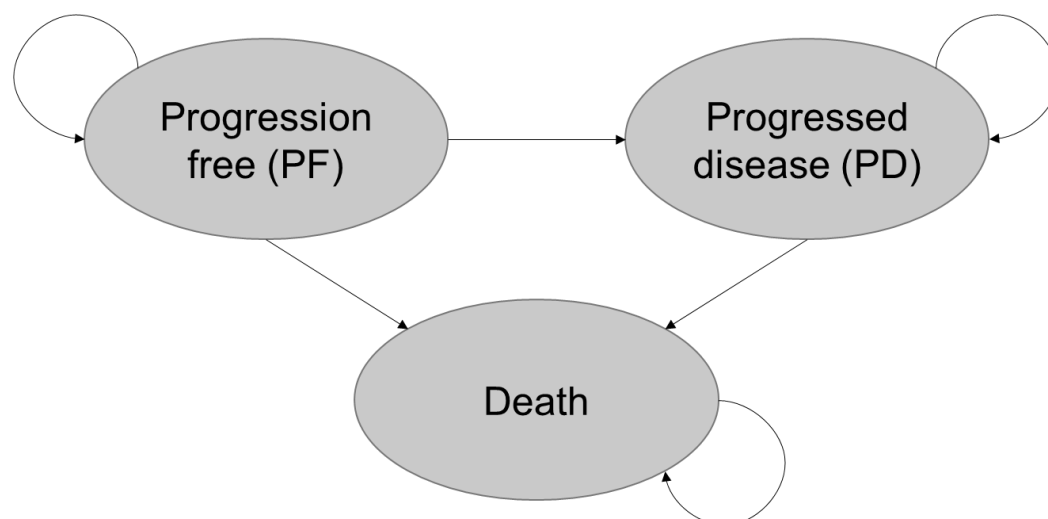 Progression
free (PF)
Progressed
disease (PD)
Death